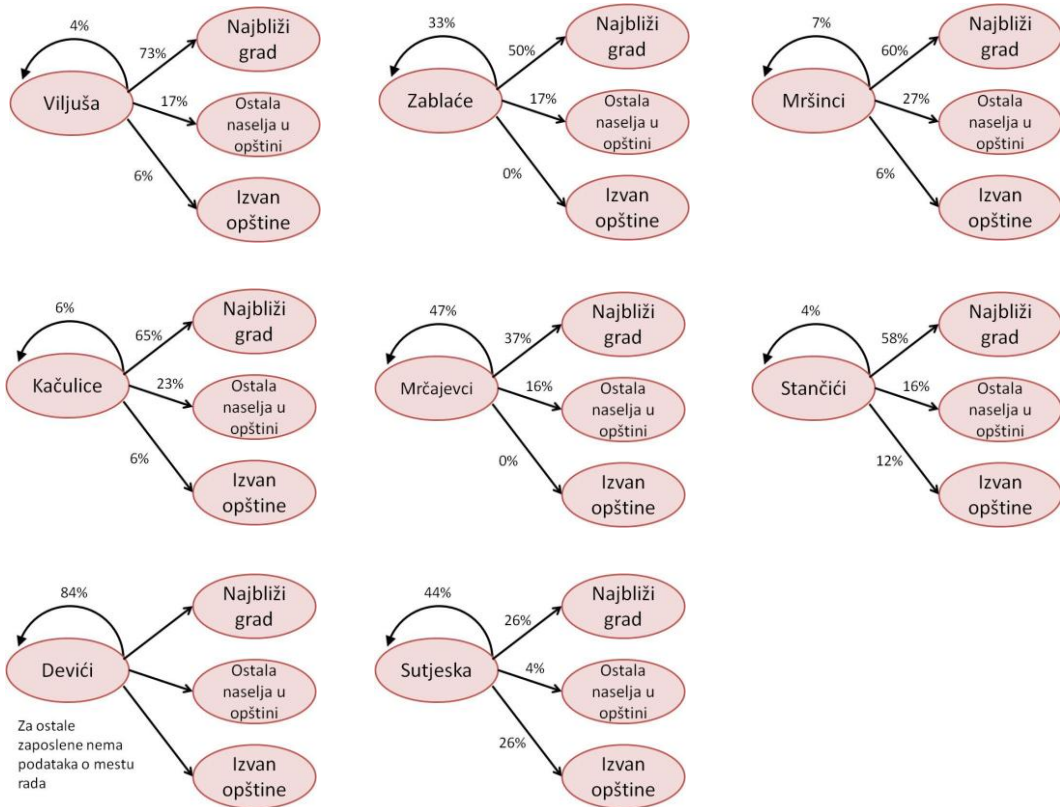 4%
73%
Najbliži
grad
Viljuša
17%
Ostala
naselja u
opštini
6%
Izvan
opštine
33%
50%
Najbliži
grad
Zablaće
17%
Ostala
naselja u
opštini
0%
Izvan
opštine
7%
60%
Najbliži
grad
Mršinci
27%
Ostala
naselja u
opštini
6%
Izvan
opštine
6%
65%
Najbliži
grad
Kačulice
23%
Ostala
naselja u
opštini
6%
Izvan
opštine
47%
37%
Najbliži
grad
Mrčajevci
16%
Ostala
naselja u
opštini
0%
Izvan
opštine
4%
58%
Najbliži
grad
Stančići
16%
Ostala
naselja u
opštini
12%
Izvan
opštine
84%
Najbliži
grad
Devići
Ostala
naselja u
opštini
Izvan
opštine
Za ostale
zaposlene nema
podataka o mestu
rada
44%
26%
Najbliži
grad
Sutjeska
4%
Ostala
naselja u
opštini
26%
Izvan
opštine